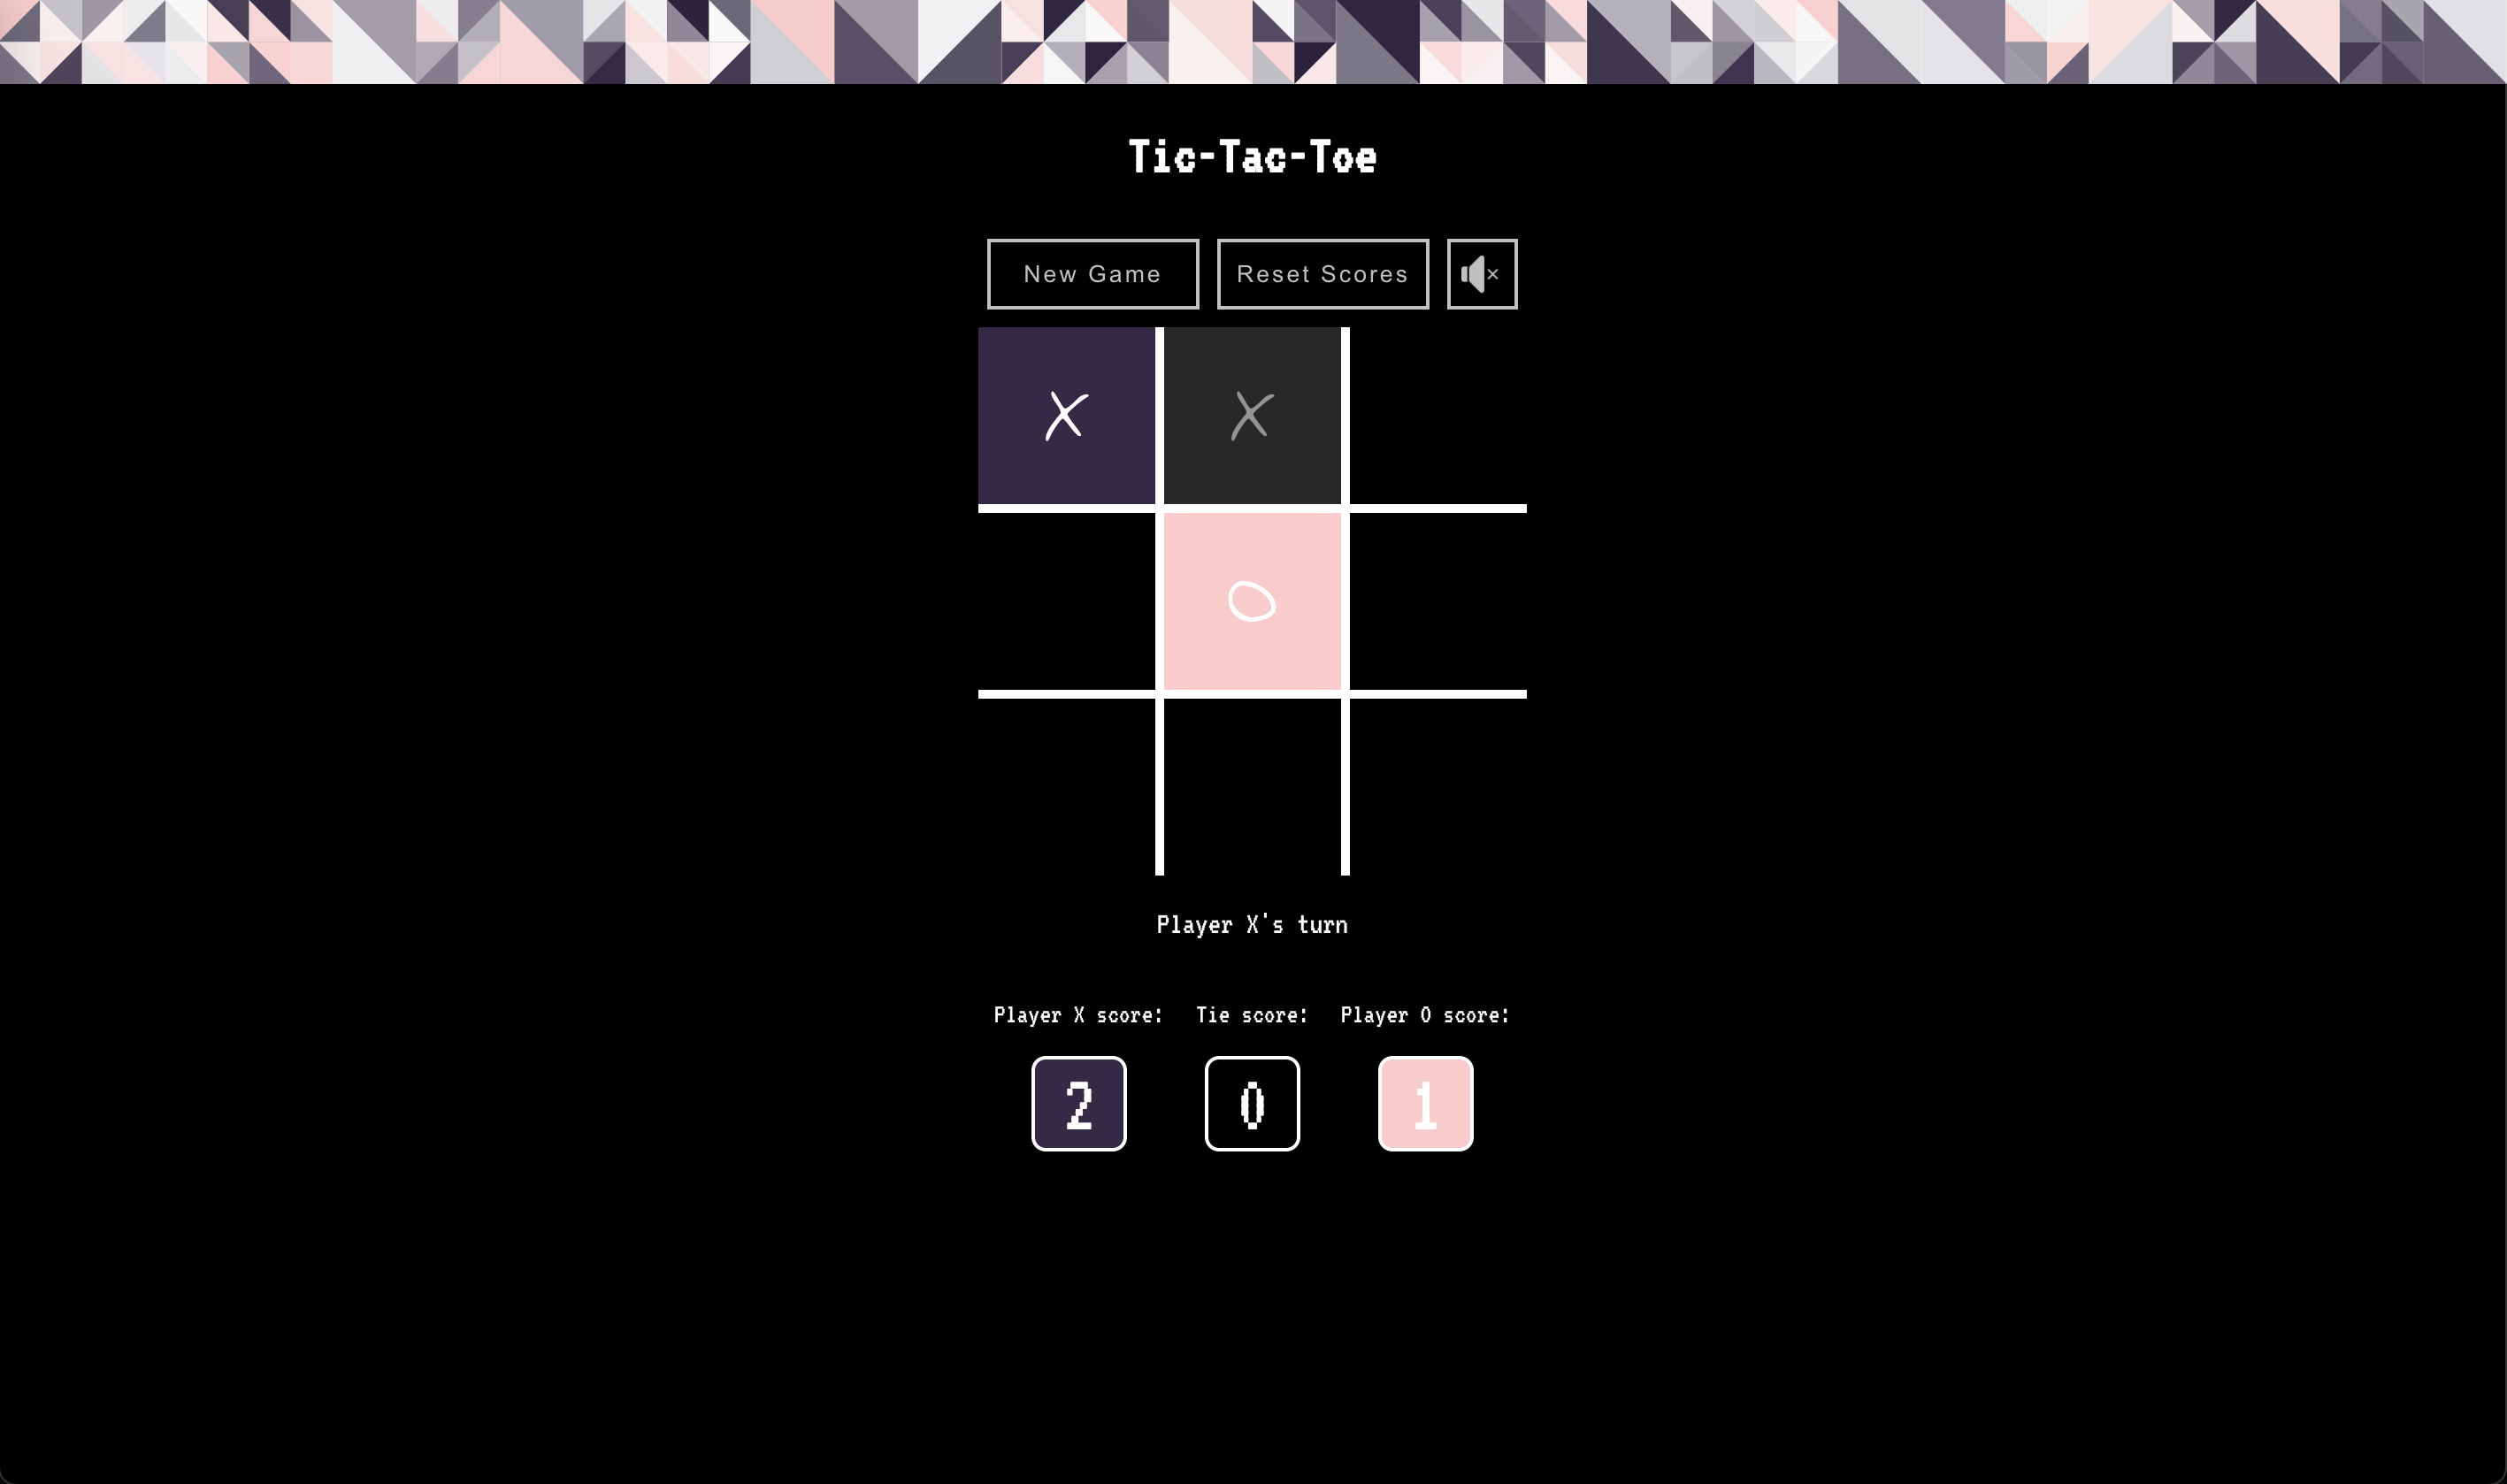 Tic-Tac-Toe
New Game Reset Scores
X X
O
Player X's turn
Player X score: Tie score: Player O score:
2 0 1